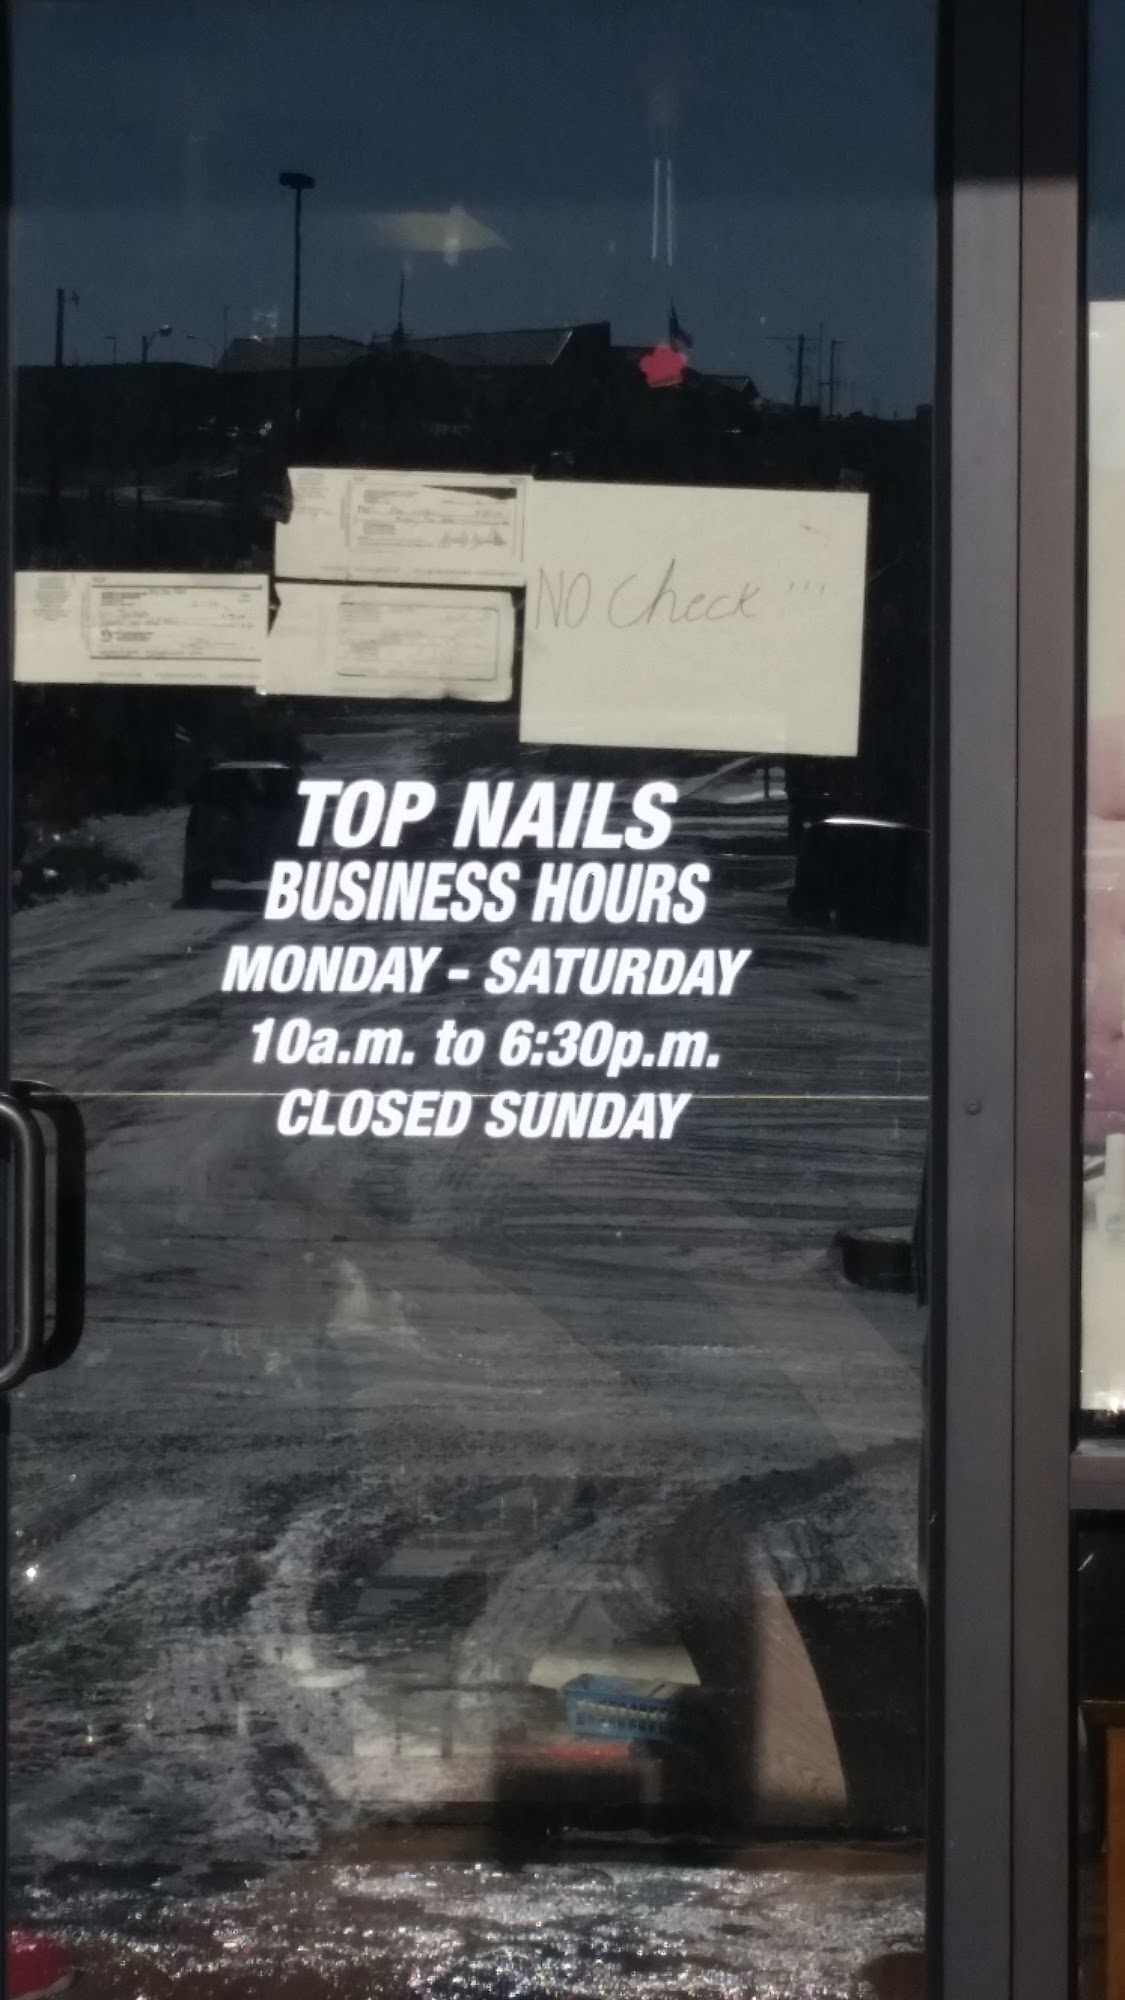 NO Check '''
TOP NAILS
BUSINESS HOURS
MONDAY - SATURDAY
10a.m. to 6:30p.m.
CLOSED SUNDAY